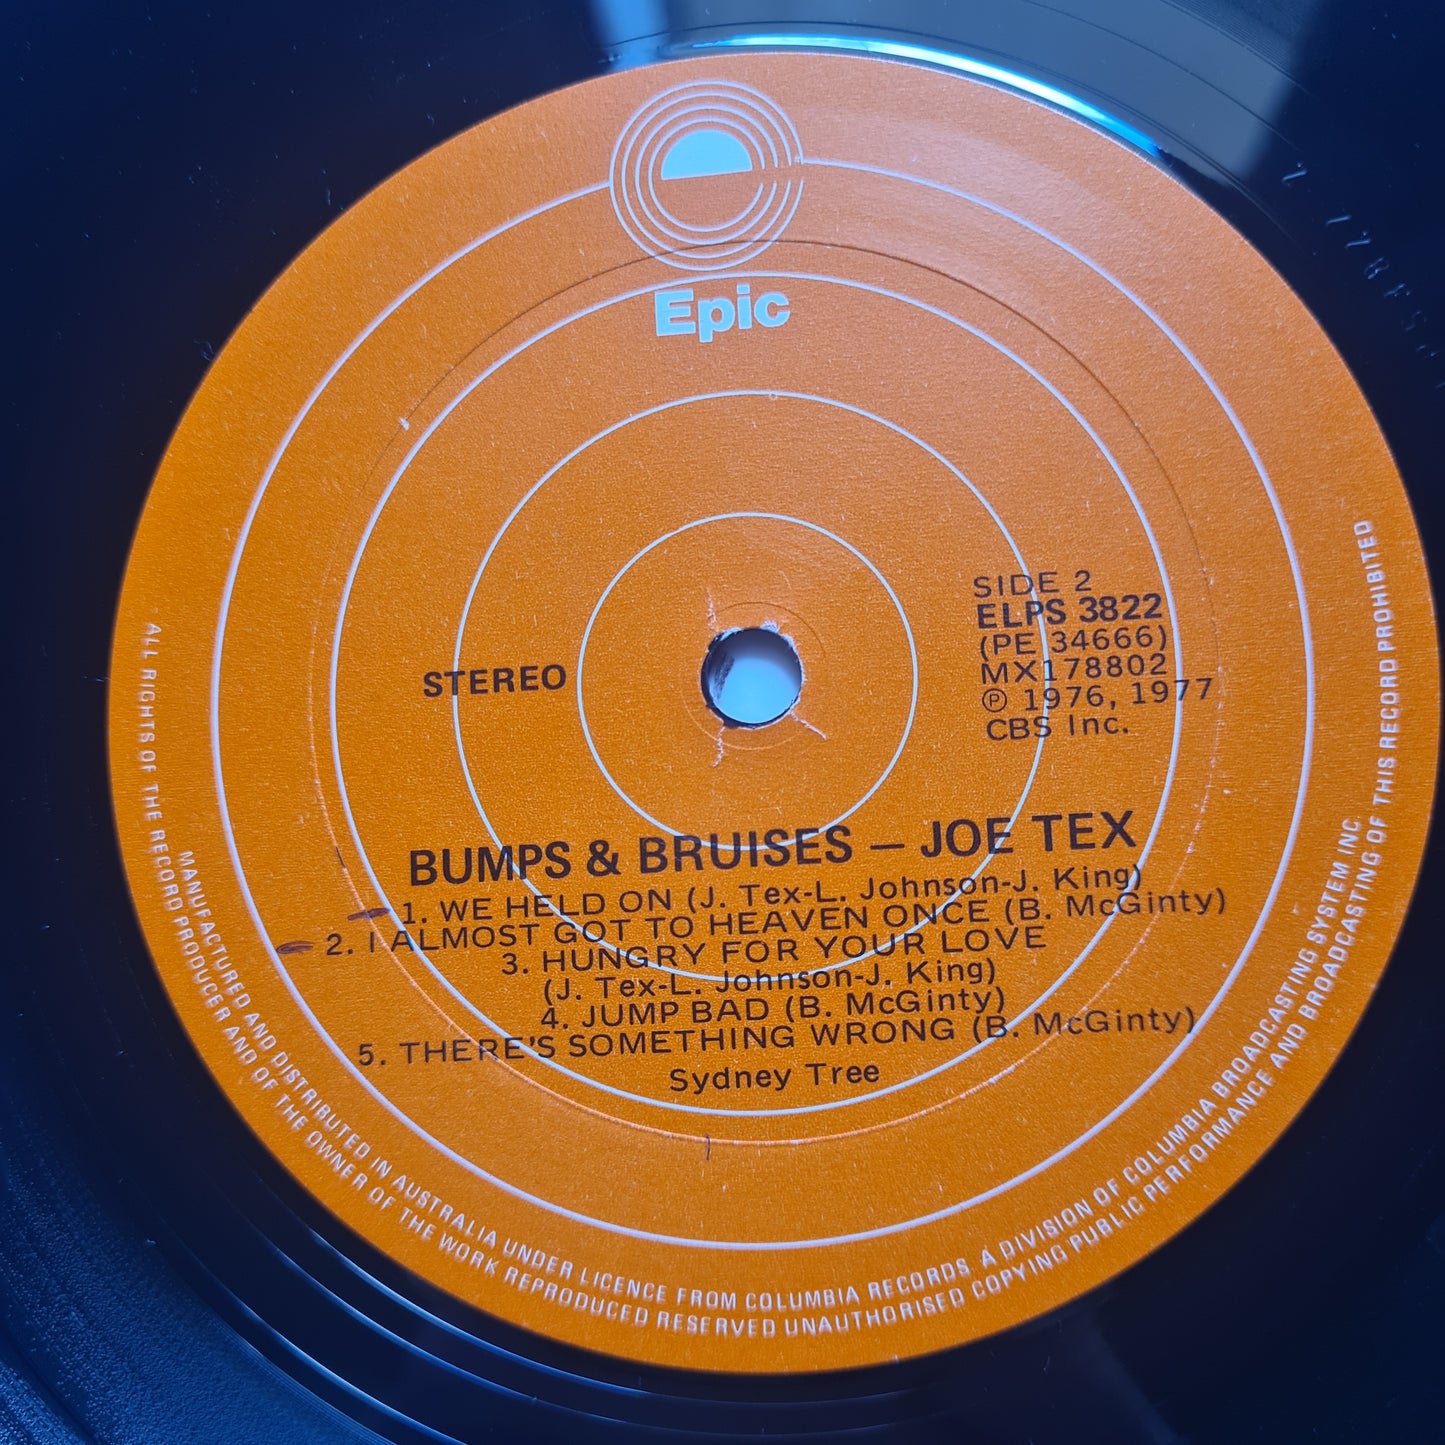 Epic
STEREO
SIDE 2
ELPS 3822
(PE 34666)
MX178802
Ⓟ 1976, 1977
CBS Inc.
BUMPS & BRUISES — JOE TEX
1. WE HELD ON (J. Tex-L. Johnson-J. King)
2. I ALMOST GOT TO HEAVEN ONCE (B. McGinty)
3. HUNGRY FOR YOUR LOVE
(J. Tex-L. Johnson-J. King)
4. JUMP BAD (B. McGinty)
5. THERE'S SOMETHING WRONG (B. McGinty)
Sydney Tree
MANUFACTURED AND DISTRIBUTED IN AUSTRALIA UNDER LICENCE FROM COLUMBIA RECORDS A DIVISION OF COLUMBIA BROADCASTING SYSTEM INC.
ALL RIGHTS OF THE RECORD PRODUCER AND OF THE OWNER OF THE WORK REPRODUCED RESERVED UNAUTHORISED COPYING PUBLIC PERFORMANCE AND BROADCASTING OF THIS RECORD PROHIBITED